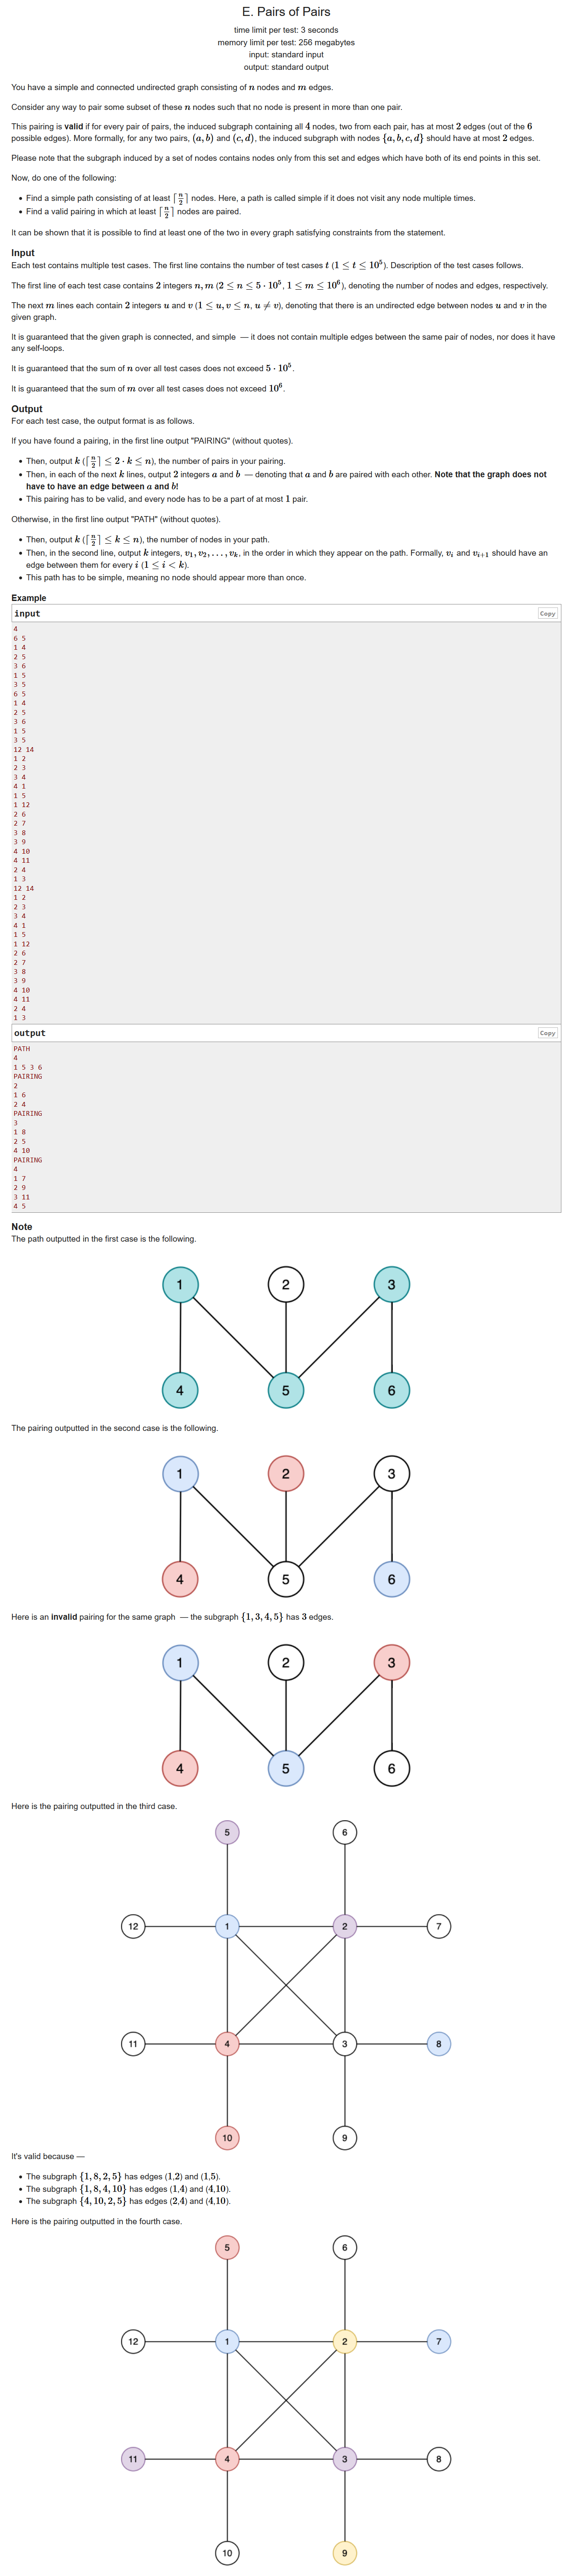 E. Pairs of Pairs
time limit per test: 3 seconds
memory limit per test: 256 megabytes
input: standard input
output: standard output
You have a simple and connected undirected graph consisting of n nodes and m edges.
Consider any way to pair some subset of these n nodes such that no node is present in more than one pair.
This pairing is valid if for every pair of pairs, the induced subgraph containing all 4 nodes, two from each pair, has at most 2 edges (out of the 6
possible edges). More formally, for any two pairs, (a, b) and (c, d), the induced subgraph with nodes {a, b, c, d} should have at most 2 edges.
Please note that the subgraph induced by a set of nodes contains nodes only from this set and edges which have both of its end points in this set.
Now, do one of the following:
• Find a simple path consisting of at least ⌈n/2⌉ nodes. Here, a path is called simple if it does not visit any node multiple times.
• Find a valid pairing in which at least ⌈n/2⌉ nodes are paired.
It can be shown that it is possible to find at least one of the two in every graph satisfying constraints from the statement.
Input
Each test contains multiple test cases. The first line contains the number of test cases t (1 ≤ t ≤ 10^5). Description of the test cases follows.
The first line of each test case contains 2 integers n, m (2 ≤ n ≤ 5 · 10^5, 1 ≤ m ≤ 10^6), denoting the number of nodes and edges, respectively.
The next m lines each contain 2 integers u and v (1 ≤ u, v ≤ n, u ≠ v), denoting that there is an undirected edge between nodes u and v in the
given graph.
It is guaranteed that the given graph is connected, and simple — it does not contain multiple edges between the same pair of nodes, nor does it have
any self-loops.
It is guaranteed that the sum of n over all test cases does not exceed 5 · 10^5.
It is guaranteed that the sum of m over all test cases does not exceed 10^6.
Output
For each test case, the output format is as follows.
If you have found a pairing, in the first line output "PAIRING" (without quotes).
• Then, output k (⌈n/2⌉ ≤ 2 · k ≤ n), the number of pairs in your pairing.
• Then, in each of the next k lines, output 2 integers a and b — denoting that a and b are paired with each other. Note that the graph does not
have to have an edge between a and b!
• This pairing has to be valid, and every node has to be a part of at most 1 pair.
Otherwise, in the first line output "PATH" (without quotes).
• Then, output k (⌈n/2⌉ ≤ k ≤ n), the number of nodes in your path.
• Then, in the second line, output k integers, v1, v2, …, vk, in the order in which they appear on the path. Formally, vi and vi+1 should have an
edge between them for every i (1 ≤ i < k).
• This path has to be simple, meaning no node should appear more than once.
Example
input
Copy
4
6 5
1 4
2 5
3 6
1 5
3 5
6 5
1 4
2 5
3 6
1 5
3 5
12 14
1 2
2 3
3 4
4 1
1 5
1 12
2 6
2 7
3 8
3 9
4 10
4 11
2 4
1 3
12 14
1 2
2 3
3 4
4 1
1 5
1 12
2 6
2 7
3 8
3 9
4 10
4 11
2 4
1 3
output
Copy
PATH
4
1 5 3 6
PAIRING
2
1 6
2 4
PAIRING
3
1 8
2 5
4 10
PAIRING
4
1 7
2 9
3 11
4 5
Note
The path outputted in the first case is the following.
1 2 3
4 5 6
The pairing outputted in the second case is the following.
1 2 3
4 5 6
Here is an invalid pairing for the same graph — the subgraph {1, 3, 4, 5} has 3 edges.
1 2 3
4 5 6
Here is the pairing outputted in the third case.
5 6
12 1 2 7
11 4 3 8
10 9
It's valid because —
• The subgraph {1, 8, 2, 5} has edges (1,2) and (1,5).
• The subgraph {1, 8, 4, 10} has edges (1,4) and (4,10).
• The subgraph {4, 10, 2, 5} has edges (2,4) and (4,10).
Here is the pairing outputted in the fourth case.
5 6
12 1 2 7
11 4 3 8
10 9